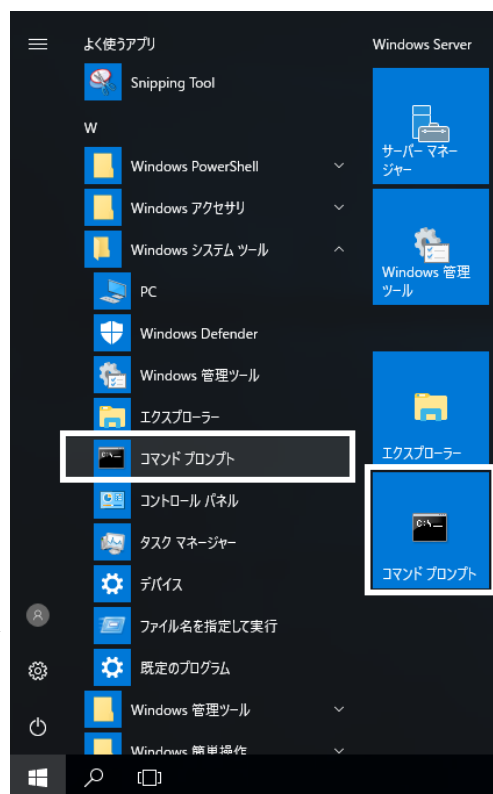 よく使うアプリ
Snipping Tool
W
Windows PowerShell
Windows アクセサリ
Windows システム ツール
PC
Windows Defender
Windows 管理ツール
エクスプローラー
コマンド プロンプト
コントロール パネル
タスク マネージャー
デバイス
ファイル名を指定して実行
既定のプログラム
Windows 管理ツール
Windows 簡単操作
Windows Server
サーバー マネー
ジャー
Windows 管理
ツール
エクスプローラー
C:\_
コマンド プロンプト